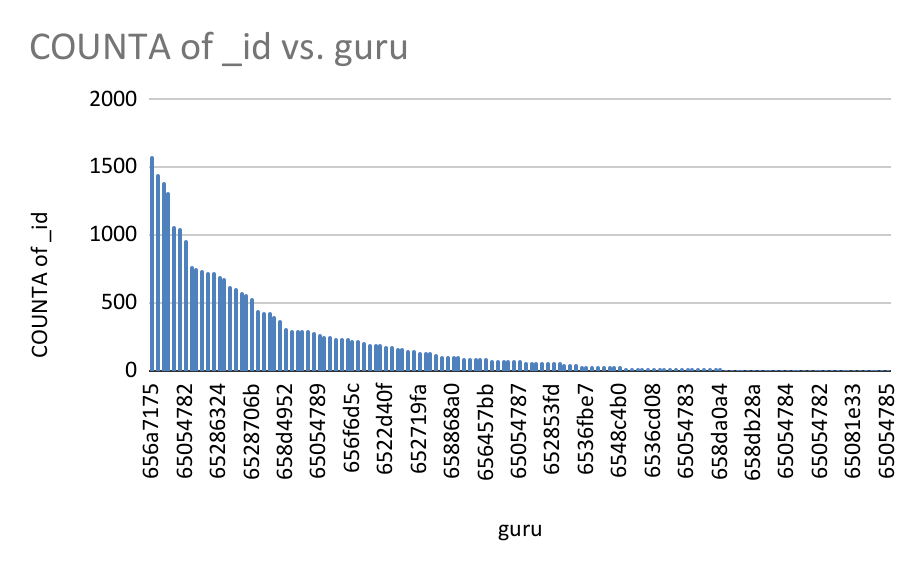 COUNTA of _id vs. guru
2000
1500
1000
500
0
COUNTA of _id
656a7175
65054782
65286324
6528706b
658d4952
65054789
656f6d5c
6522d40f
652719fa
658868a0
656457bb
65054787
652853fd
6536fbe7
6548c4b0
6536cd08
65054783
658da0a4
658db28a
65054784
65054782
65081e33
65054785
guru